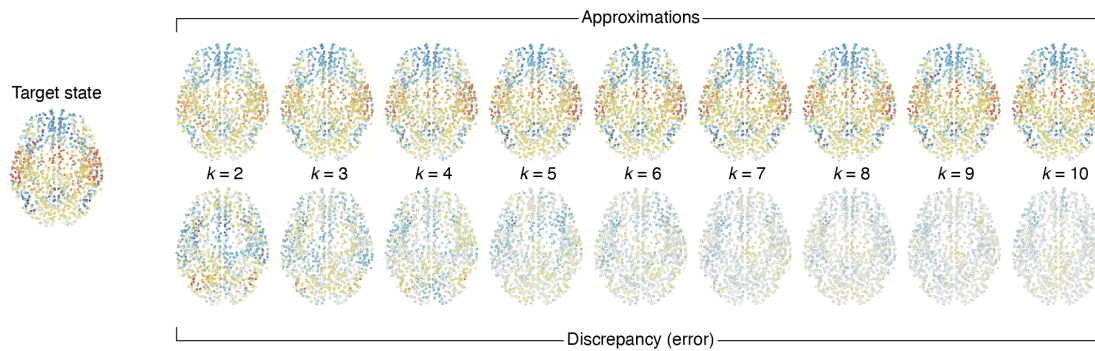 Approximations
Target state
k = 2 k = 3 k = 4 k = 5 k = 6 k = 7 k = 8 k = 9 k = 10
Discrepancy (error)